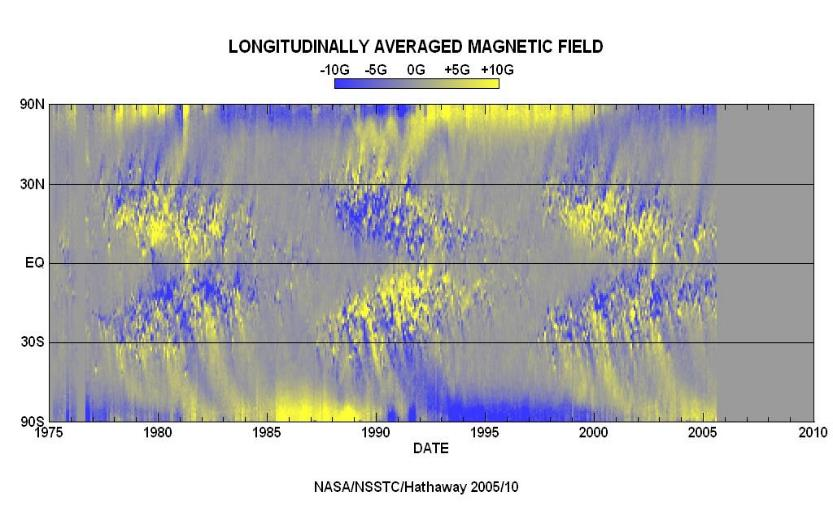 LONGITUDINALLY AVERAGED MAGNETIC FIELD
-10G -5G 0G +5G +10G
90N
30N
EQ
30S
90S
1975 1980 1985 1990 1995 2000 2005 2010
DATE
NASA/NSSTC/Hathaway 2005/10